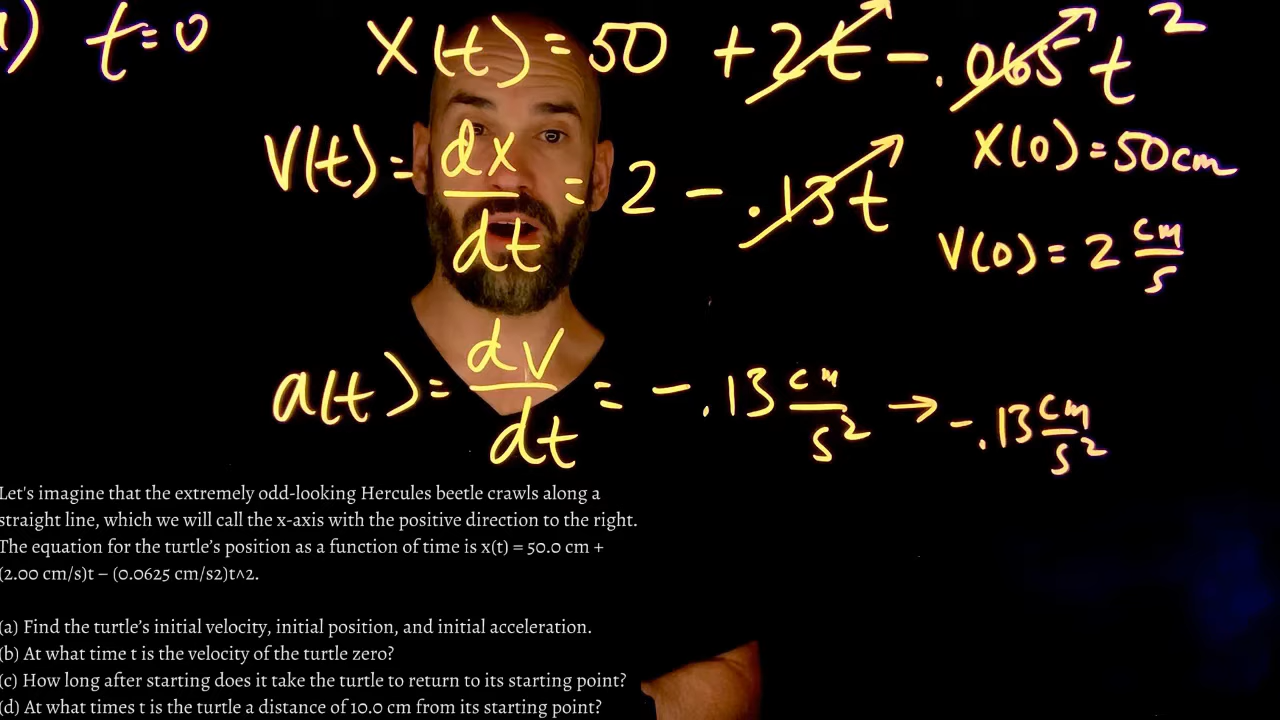 1) t=0
X(t) = 50 + 2t - .065 t²
V(t) = dx/dt = 2 - .13t
X(0) = 50cm
V(0) = 2 cm/s
a(t) = dv/dt = -.13 cm/s² → -.13 cm/s²
Let's imagine that the extremely odd-looking Hercules beetle crawls along a
straight line, which we will call the x-axis with the positive direction to the right.
The equation for the turtle's position as a function of time is x(t) = 50.0 cm +
(2.00 cm/s)t – (0.0625 cm/s2)t^2.
(a) Find the turtle's initial velocity, initial position, and initial acceleration.
(b) At what time t is the velocity of the turtle zero?
(c) How long after starting does it take the turtle to return to its starting point?
(d) At what times t is the turtle a distance of 10.0 cm from its starting point?